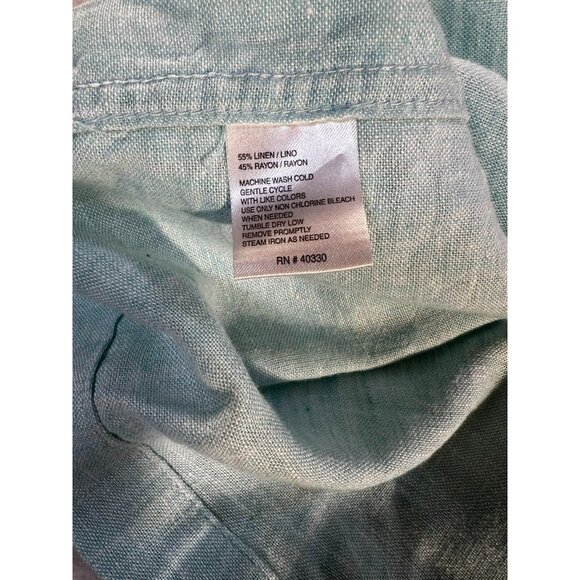 55% LINEN / LINO
45% RAYON / RAYON
MACHINE WASH COLD
GENTLE CYCLE
WITH LIKE COLORS
USE ONLY NON CHLORINE BLEACH
WHEN NEEDED
TUMBLE DRY LOW
REMOVE PROMPTLY
STEAM IRON AS NEEDED
RN # 40330